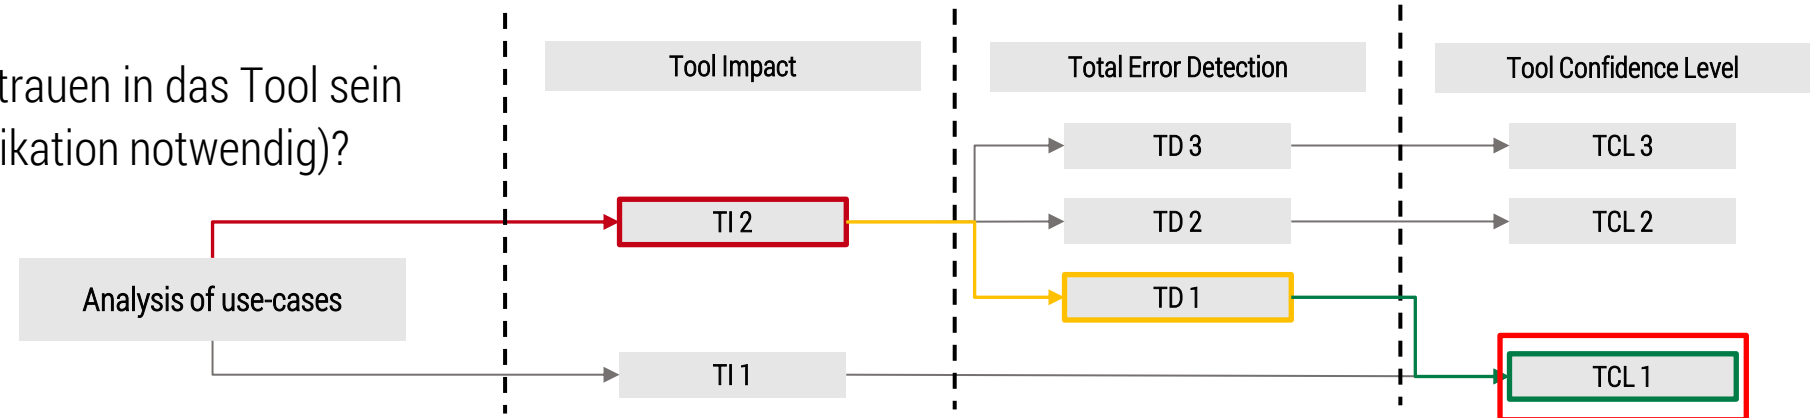 trauen in das Tool sein
ikation notwendig)?
Tool Impact
Total Error Detection
Tool Confidence Level
TD 3
TCL 3
TI 2
TD 2
TCL 2
Analysis of use-cases
TD 1
TI 1
TCL 1